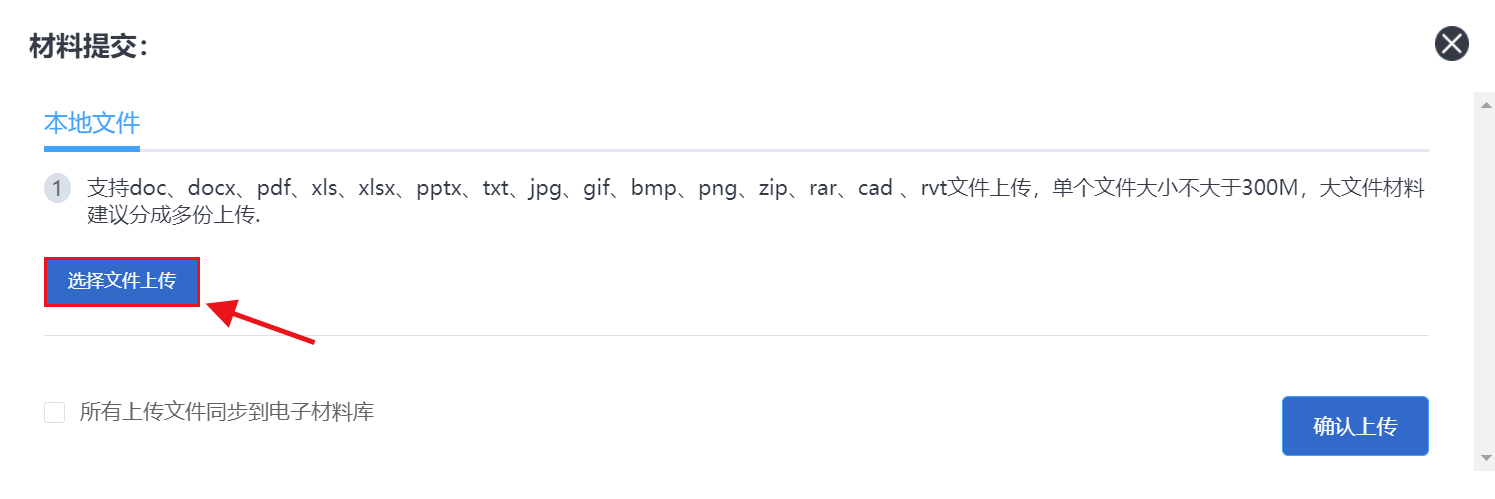 材料提交：
本地文件
1
支持doc、docx、pdf、xls、xlsx、pptx、txt、jpg、gif、bmp、png、zip、rar、cad 、rvt文件上传，单个文件大小不大于300M，大文件材料
建议分成多份上传.
选择文件上传
所有上传文件同步到电子材料库
确认上传